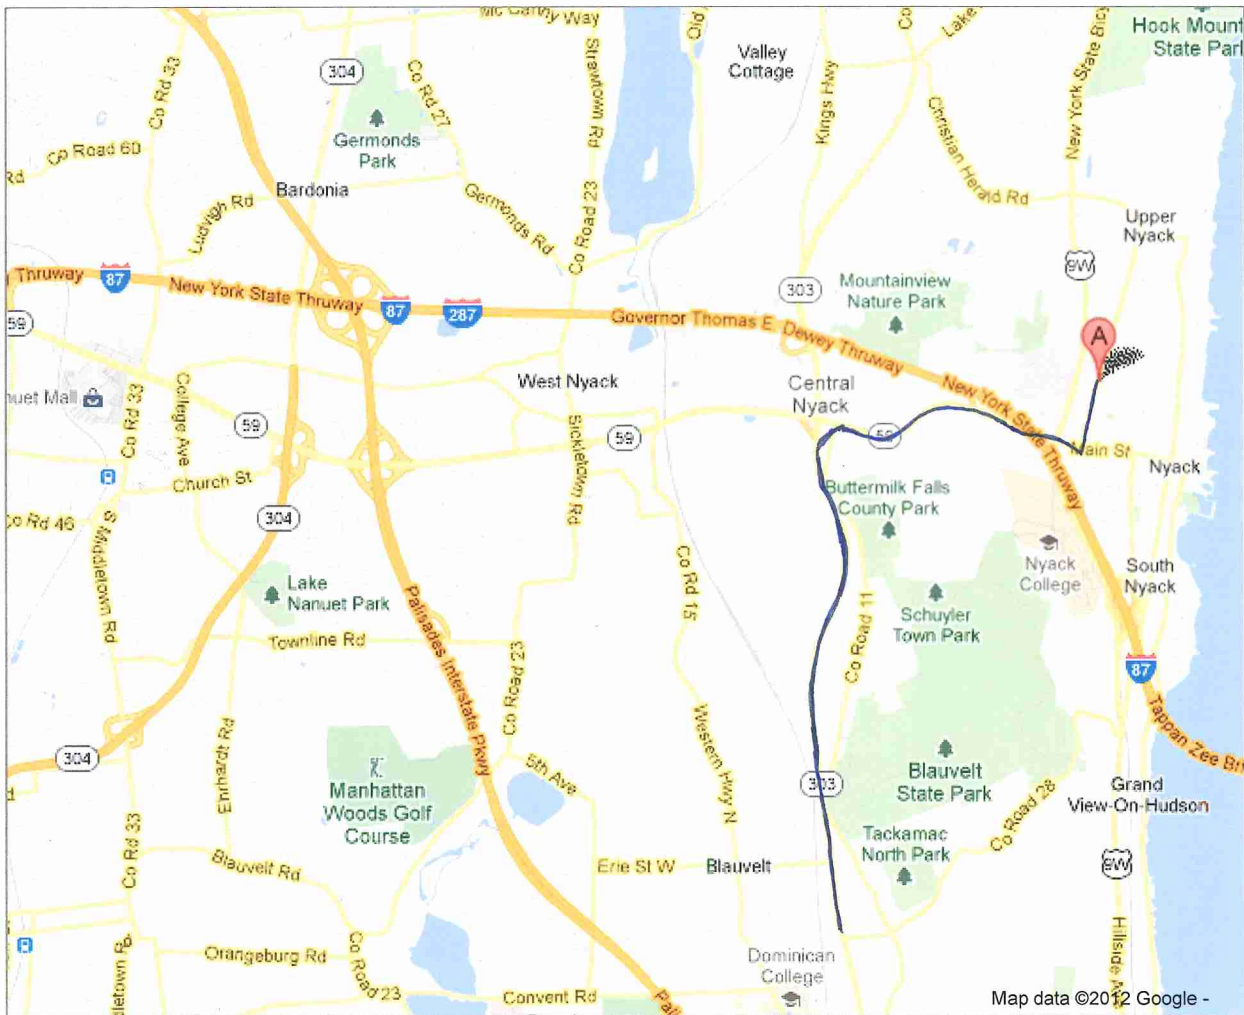 Mc Carthy Way
Hook Mount
State Park
Old
Co
Lake
New York State Bicy
Valley
Cottage
Kings Hwy
Co Rd 33
304
Co Rd 27
Strawtown Rd
Germonds
Park
Co Road 60
Rd
Christian Herald Rd
Bardonia
Ludvigh Rd
Germonds Rd
Co Road 23
Upper
Nyack
9W
Thruway
87
New York State Thruway
87
287
Governor Thomas E. Dewey Thruway
303
Mountainview
Nature Park
59
A
West Nyack
Central
Nyack
New York State Thruway
nuet Mall
Co Rd 33
College Ave
59
Sickletown Rd
59
59
Main St
Nyack
Church St
Co Rd 46
304
Buttermilk Falls
County Park
S Middletown Rd
Co Rd 15
Nyack
College
South
Nyack
Lake
Nanuet Park
Schuyler
Town Park
Co Road 11
Townline Rd
Palisades Interstate Pkwy
Co Road 23
87
Tappan Zee Bri
Western Hwy N
304
Ehrhardt Rd
5th Ave
303
Blauvelt
State Park
Manhattan
Woods Golf
Course
Grand
View-On-Hudson
Co Road 28
Tackamac
North Park
Co Rd 33
Blauvelt Rd
Erie St W
Blauvelt
9W
Orangeburg Rd
Co Road 23
Dominican
College
Convent Rd
Hillside A
dletown Rd
Pali
Map data ©2012 Google -